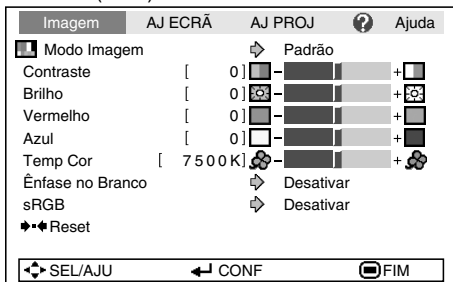 Imagem AJ ECRÃ AJ PROJ ? Ajuda
Modo Imagem Padrão
Contraste [ 0] - +
Brilho [ 0] - +
Vermelho [ 0] - +
Azul [ 0] - +
Temp Cor [ 7500K] - +
Ênfase no Branco Desativar
sRGB Desativar
Reset
SEL/AJU CONF FIM